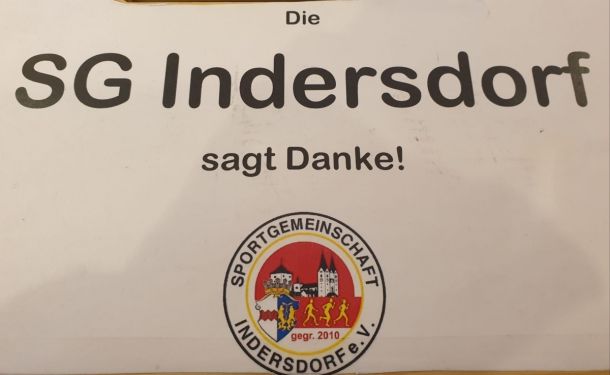 Die
SG Indersdorf
sagt Danke!
SPORTGEMEINSCHAFT
gegr. 2010
INDERSDORF e.V.